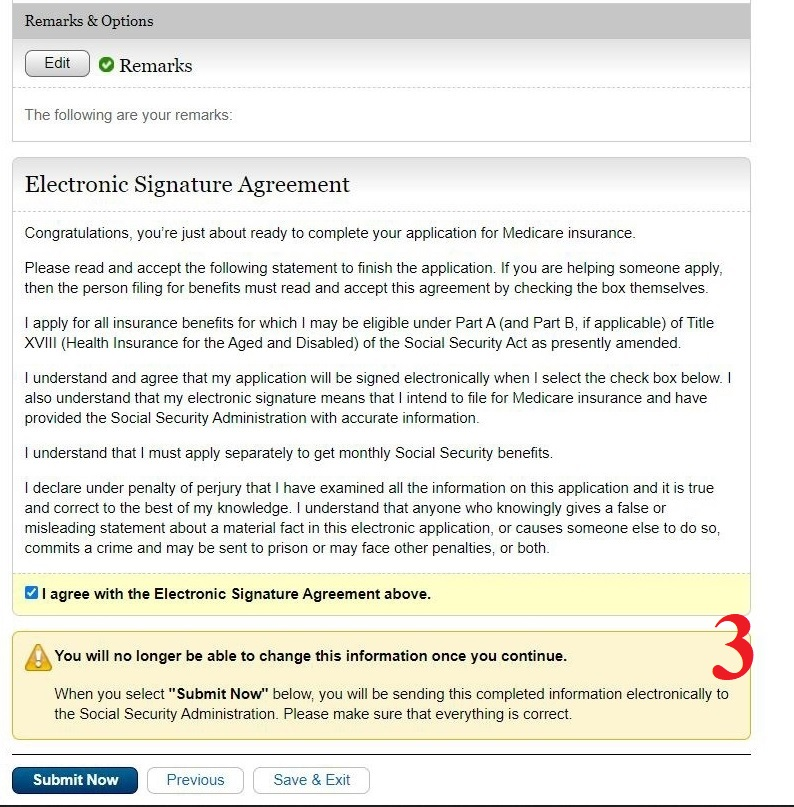 Remarks & Options
Edit
Remarks
The following are your remarks:
Electronic Signature Agreement
Congratulations, you're just about ready to complete your application for Medicare insurance.
Please read and accept the following statement to finish the application. If you are helping someone apply,
then the person filing for benefits must read and accept this agreement by checking the box themselves.
I apply for all insurance benefits for which I may be eligible under Part A (and Part B, if applicable) of Title
XVIII (Health Insurance for the Aged and Disabled) of the Social Security Act as presently amended.
I understand and agree that my application will be signed electronically when I select the check box below. I
also understand that my electronic signature means that I intend to file for Medicare insurance and have
provided the Social Security Administration with accurate information.
I understand that I must apply separately to get monthly Social Security benefits.
I declare under penalty of perjury that I have examined all the information on this application and it is true
and correct to the best of my knowledge. I understand that anyone who knowingly gives a false or
misleading statement about a material fact in this electronic application, or causes someone else to do so,
commits a crime and may be sent to prison or may face other penalties, or both.
I agree with the Electronic Signature Agreement above.
3
You will no longer be able to change this information once you continue.
When you select "Submit Now" below, you will be sending this completed information electronically to
the Social Security Administration. Please make sure that everything is correct.
Submit Now
Previous
Save & Exit